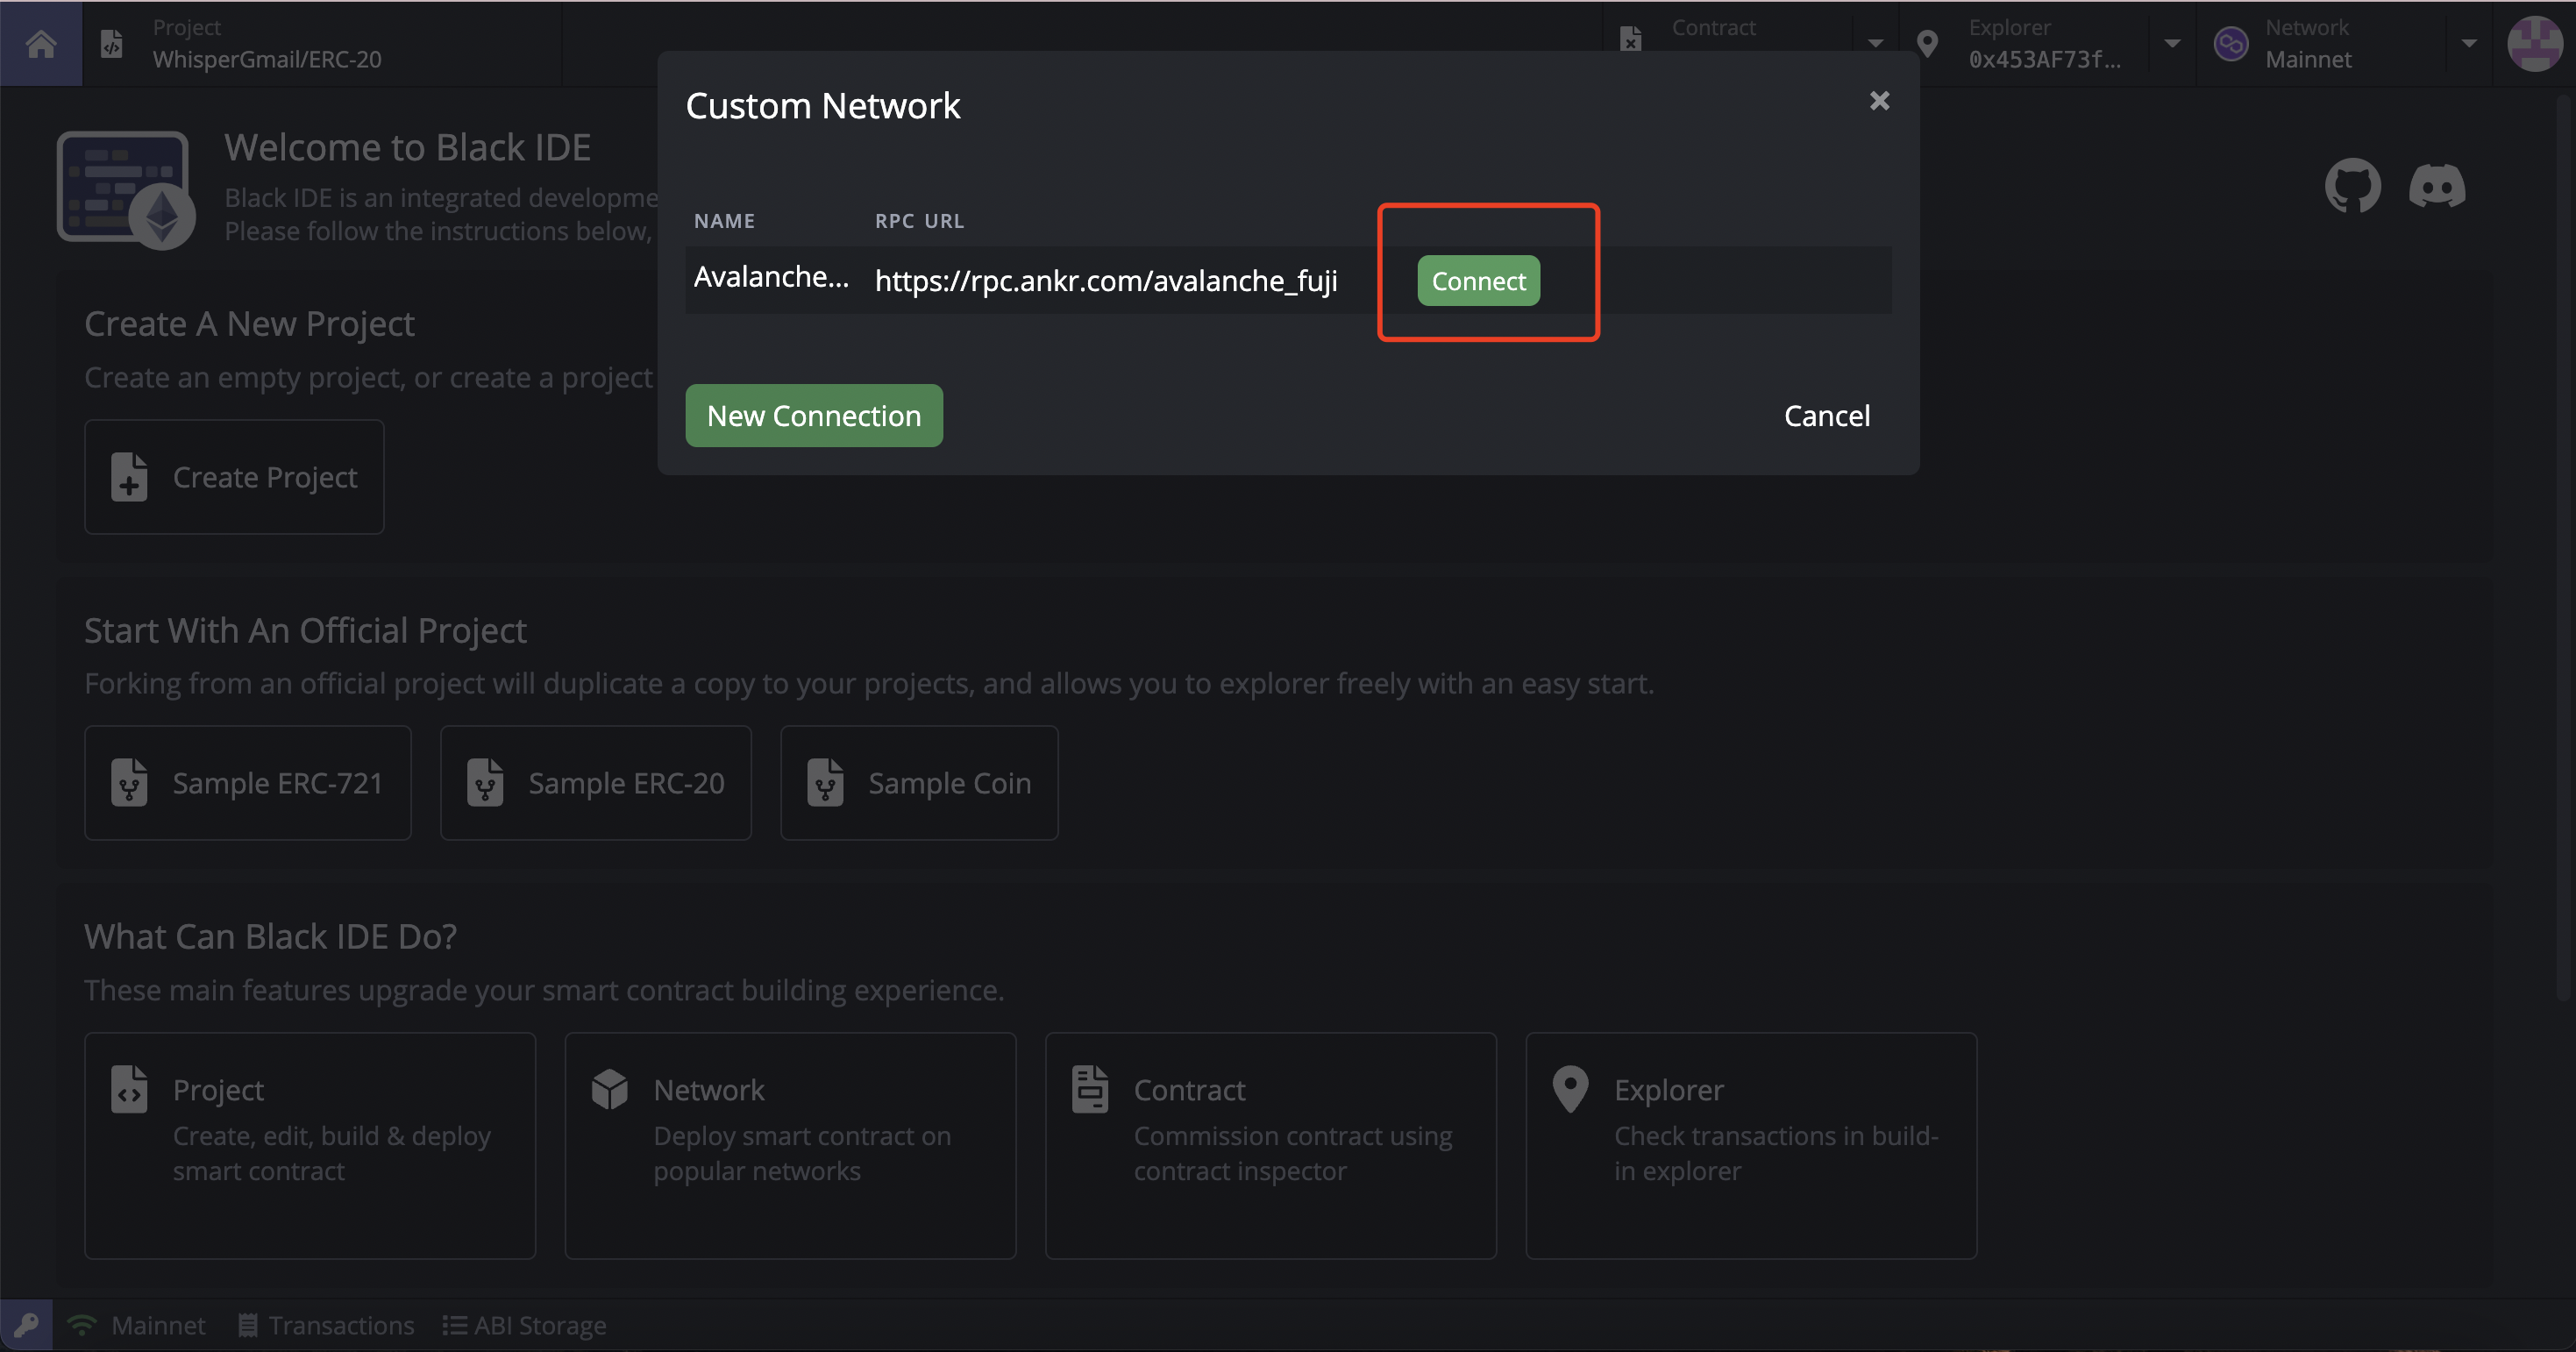 Project
WhisperGmail/ERC-20
Contract
Explorer
0x453AF73f...
Network
Mainnet
Custom Network
NAME
RPC URL
Avalanche...
https://rpc.ankr.com/avalanche_fuji
Connect
New Connection
Cancel
Welcome to Black IDE
Black IDE is an integrated developme
Please follow the instructions below,
Create A New Project
Create an empty project, or create a project
Create Project
Start With An Official Project
Forking from an official project will duplicate a copy to your projects, and allows you to explorer freely with an easy start.
Sample ERC-721
Sample ERC-20
Sample Coin
What Can Black IDE Do?
These main features upgrade your smart contract building experience.
Project
Create, edit, build & deploy
smart contract
Network
Deploy smart contract on
popular networks
Contract
Commission contract using
contract inspector
Explorer
Check transactions in build-
in explorer
Mainnet
Transactions
ABI Storage